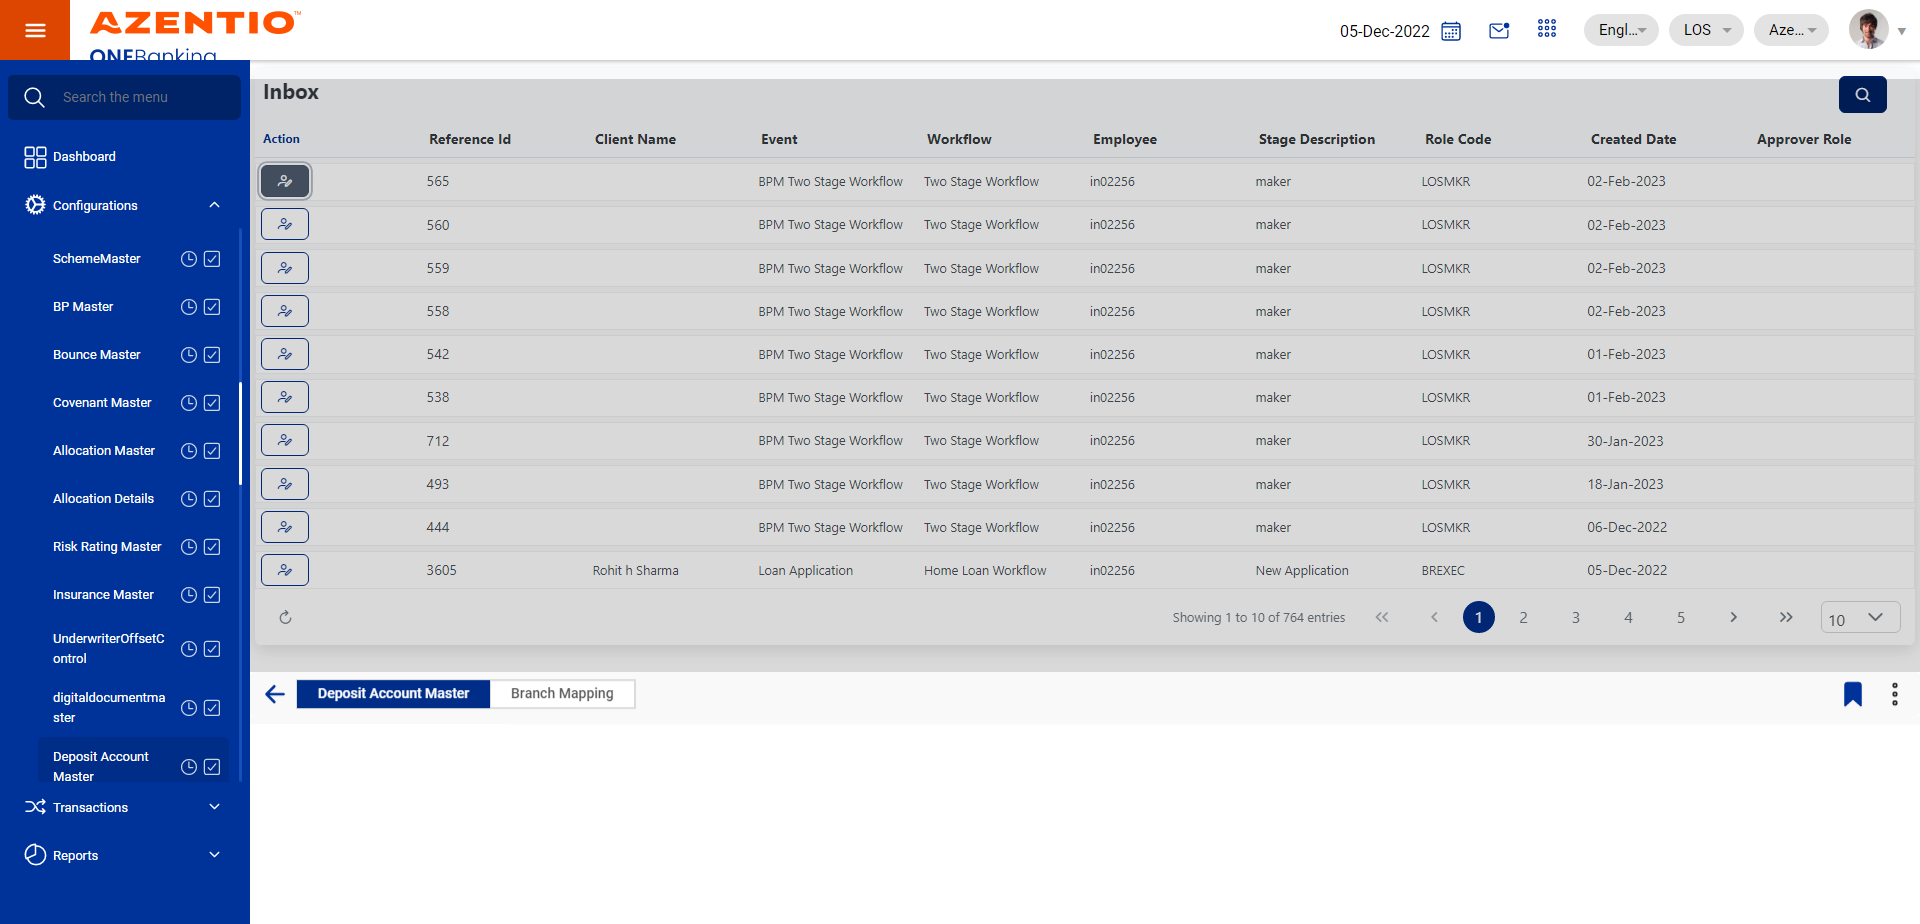 AZENTIO™
ONEBanking
05-Dec-2022
Engl...
LOS
Aze...
Search the menu
Dashboard
Configurations
SchemeMaster
BP Master
Bounce Master
Covenant Master
Allocation Master
Allocation Details
Risk Rating Master
Insurance Master
UnderwriterOffsetC
ontrol
digitaldocumentma
ster
Deposit Account
Master
Transactions
Reports
Inbox
Action Reference Id Client Name Event Workflow Employee Stage Description Role Code Created Date Approver Role
565 BPM Two Stage Workflow Two Stage Workflow in02256 maker LOSMKR 02-Feb-2023
560 BPM Two Stage Workflow Two Stage Workflow in02256 maker LOSMKR 02-Feb-2023
559 BPM Two Stage Workflow Two Stage Workflow in02256 maker LOSMKR 02-Feb-2023
558 BPM Two Stage Workflow Two Stage Workflow in02256 maker LOSMKR 02-Feb-2023
542 BPM Two Stage Workflow Two Stage Workflow in02256 maker LOSMKR 01-Feb-2023
538 BPM Two Stage Workflow Two Stage Workflow in02256 maker LOSMKR 01-Feb-2023
712 BPM Two Stage Workflow Two Stage Workflow in02256 maker LOSMKR 30-Jan-2023
493 BPM Two Stage Workflow Two Stage Workflow in02256 maker LOSMKR 18-Jan-2023
444 BPM Two Stage Workflow Two Stage Workflow in02256 maker LOSMKR 06-Dec-2022
3605 Rohit h Sharma Loan Application Home Loan Workflow in02256 New Application BREXEC 05-Dec-2022
Showing 1 to 10 of 764 entries 1 2 3 4 5 10
Deposit Account Master Branch Mapping